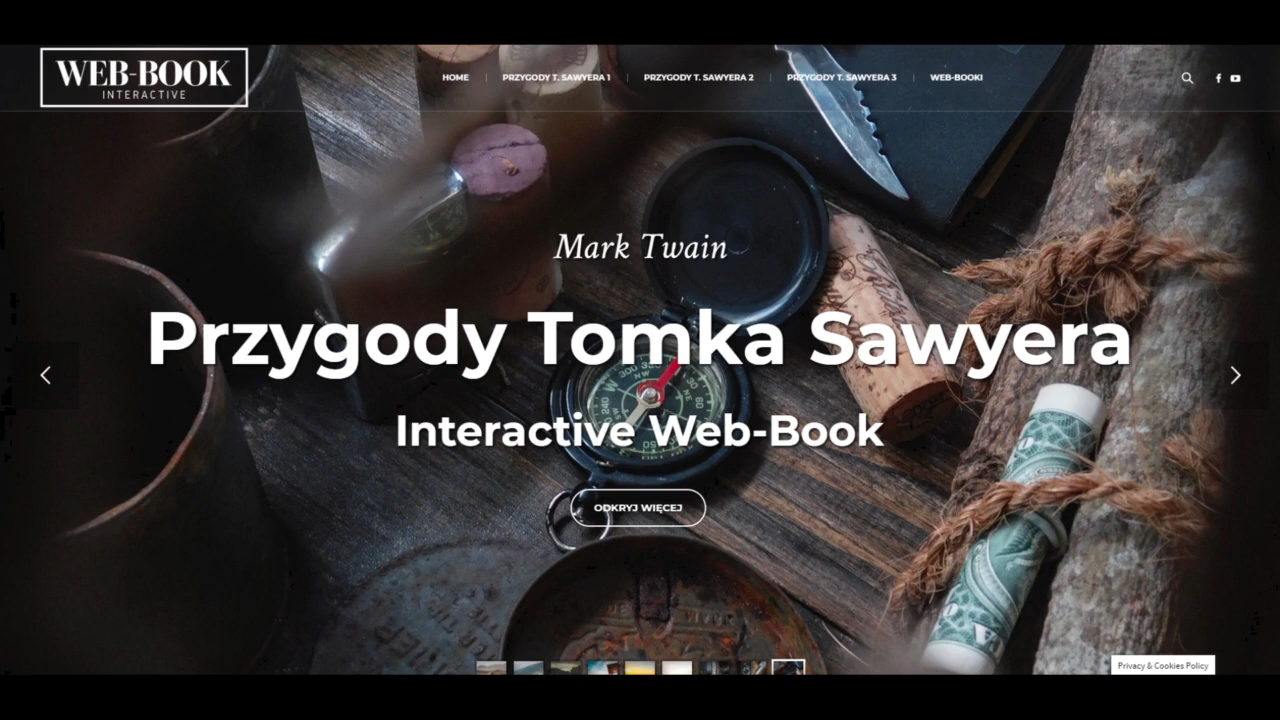 WEB-BOOK
INTERACTIVE
HOME
PRZYGODY T. SAWYERA 1
PRZYGODY T. SAWYERA 2
PRZYGODY T. SAWYERA 3
WEB-BOOKI
Mark Twain
Przygody Tomka Sawyera
Interactive Web-Book
ODKRYJ WIĘCEJ
Privacy & Cookies Policy